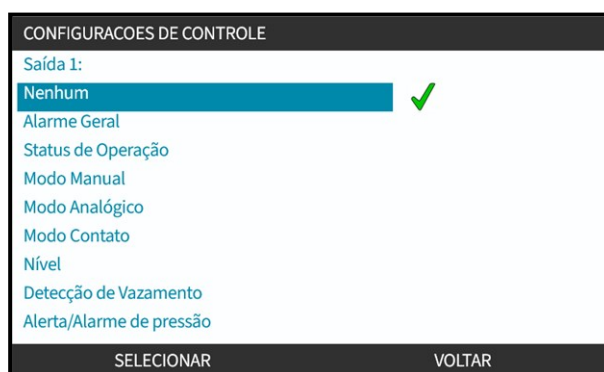 CONFIGURACOES DE CONTROLE
Saída 1:
Nenhum
Alarme Geral
Status de Operação
Modo Manual
Modo Analógico
Modo Contato
Nível
Detecção de Vazamento
Alerta/Alarme de pressão
SELECIONAR VOLTAR